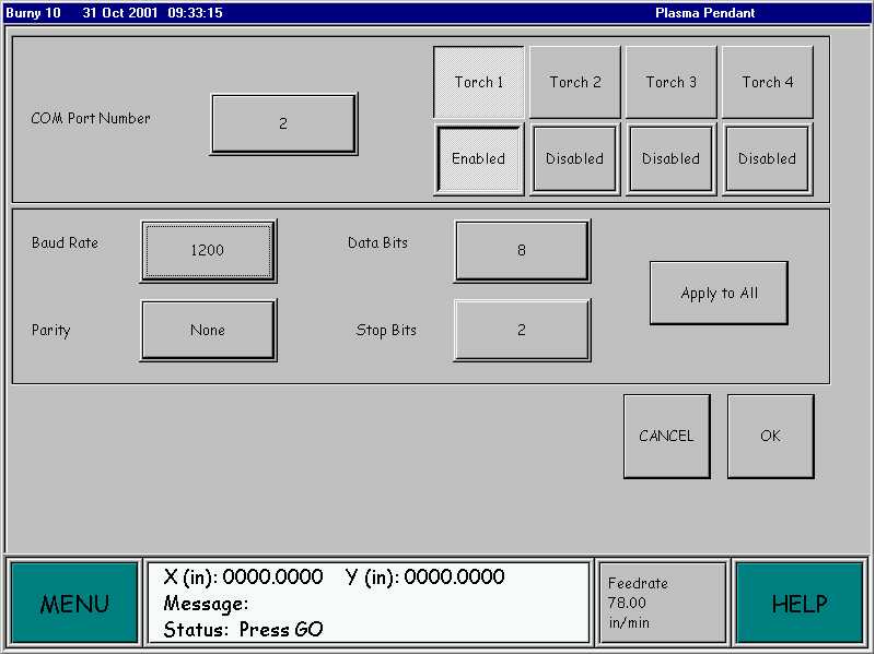 Burny 10 31 Oct 2001 09:33:15 Plasma Pendant
COM Port Number
2
Torch 1 Torch 2 Torch 3 Torch 4
Enabled Disabled Disabled Disabled
Baud Rate 1200 Data Bits 8
Apply to All
Parity None Stop Bits 2
CANCEL OK
MENU
X (in): 0000.0000 Y (in): 0000.0000
Message:
Status: Press GO
Feedrate
78.00
in/min
HELP